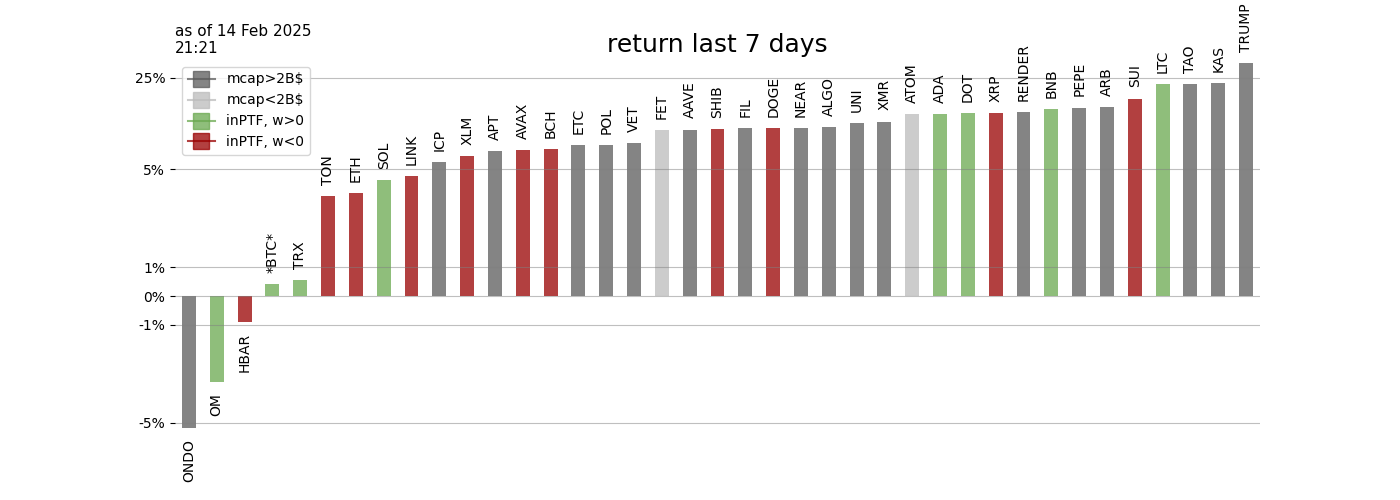 as of 14 Feb 2025
21:21
return last 7 days
mcap>2B$
mcap<2B$
inPTF, w>0
inPTF, w<0
25%
5%
1%
0%
-1%
-5%
ONDO
OM
HBAR
*BTC*
TRX
TON
ETH
SOL
LINK
ICP
XLM
APT
AVAX
BCH
ETC
POL
VET
FET
AAVE
SHIB
FIL
DOGE
NEAR
ALGO
UNI
XMR
ATOM
ADA
DOT
XRP
RENDER
BNB
PEPE
ARB
SUI
LTC
TAO
KAS
TRUMP